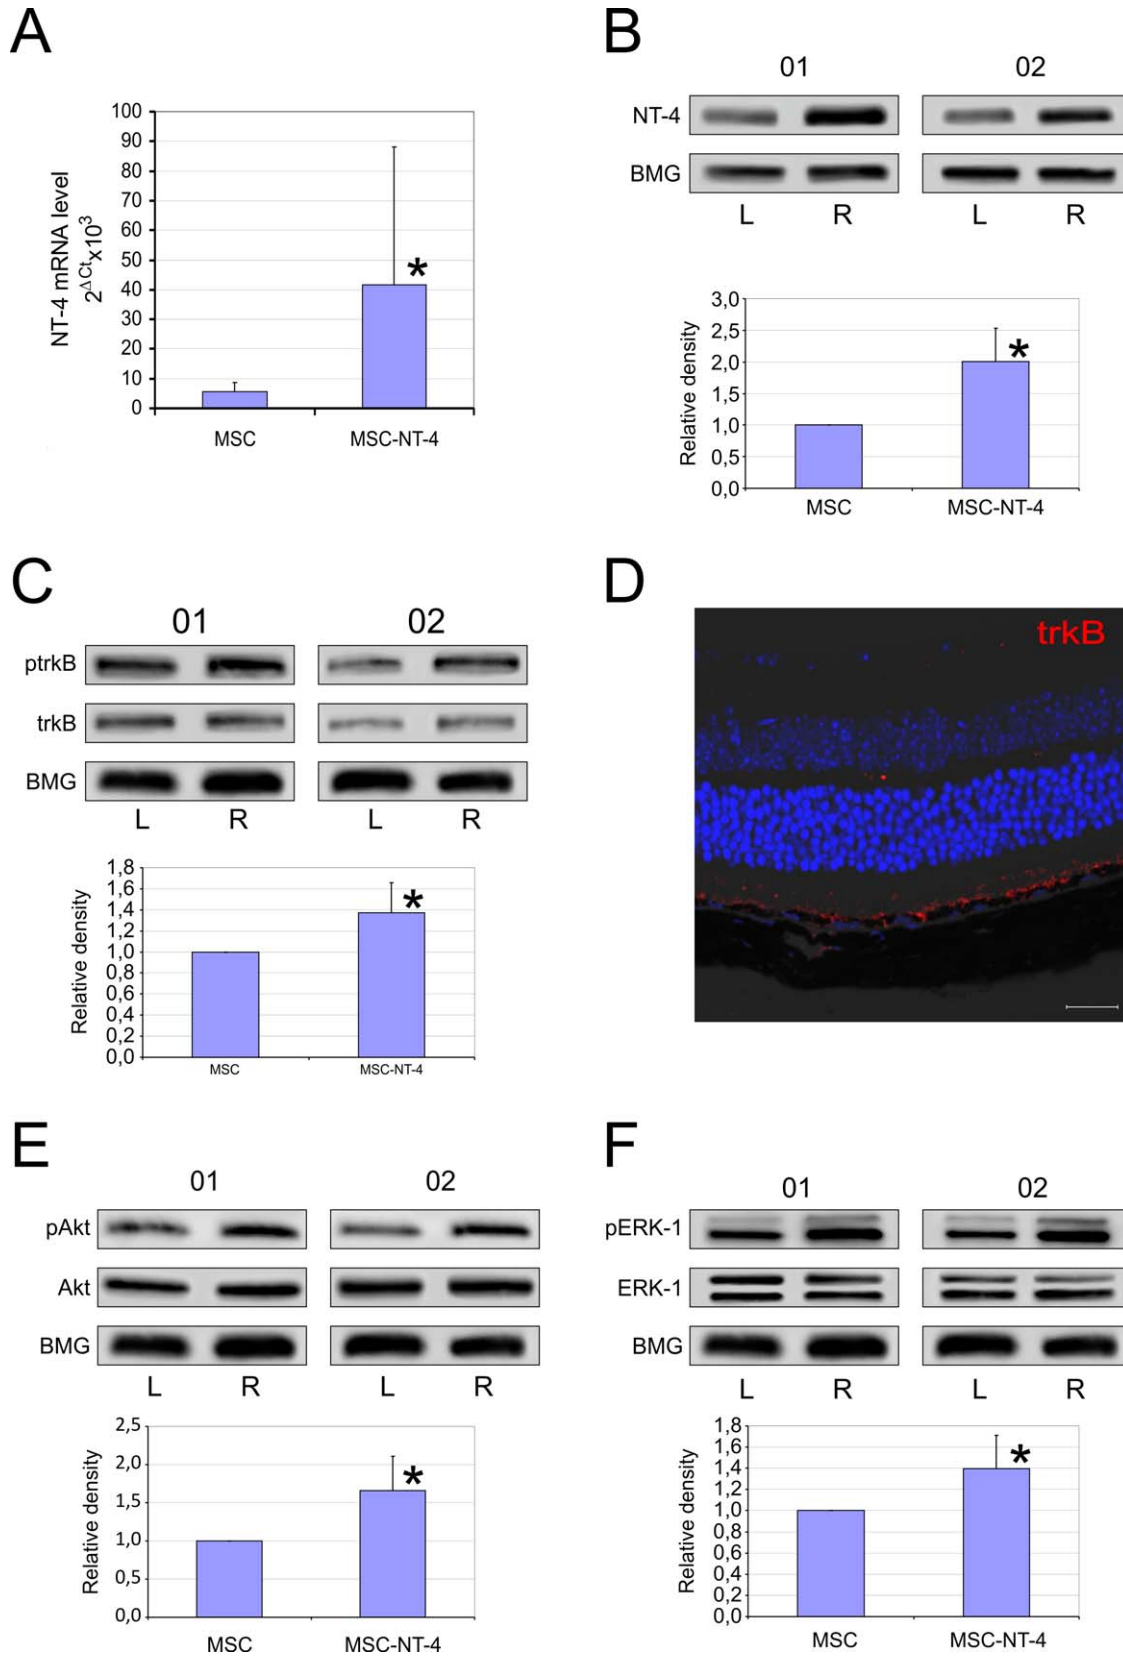 A
100
90
80
70
60
50
40
30
20
10
0
NT-4 mRNA level
2^ΔCt x10^3
*
MSC MSC-NT-4
B
01 02
NT-4
BMG
L R L R
3,0
2,5
2,0
1,5
1,0
0,5
0,0
Relative density
*
MSC MSC-NT-4
C
01 02
ptrkB
trkB
BMG
L R L R
1,8
1,6
1,4
1,2
1,0
0,8
0,6
0,4
0,2
0,0
Relative density
*
MSC MSC-NT-4
D
trkB
E
01 02
pAkt
Akt
BMG
L R L R
2,5
2,0
1,5
1,0
0,5
0,0
Relative density
*
MSC MSC-NT-4
F
01 02
pERK-1
ERK-1
BMG
L R L R
1,8
1,6
1,4
1,2
1,0
0,8
0,6
0,4
0,2
0,0
Relative density
*
MSC MSC-NT-4